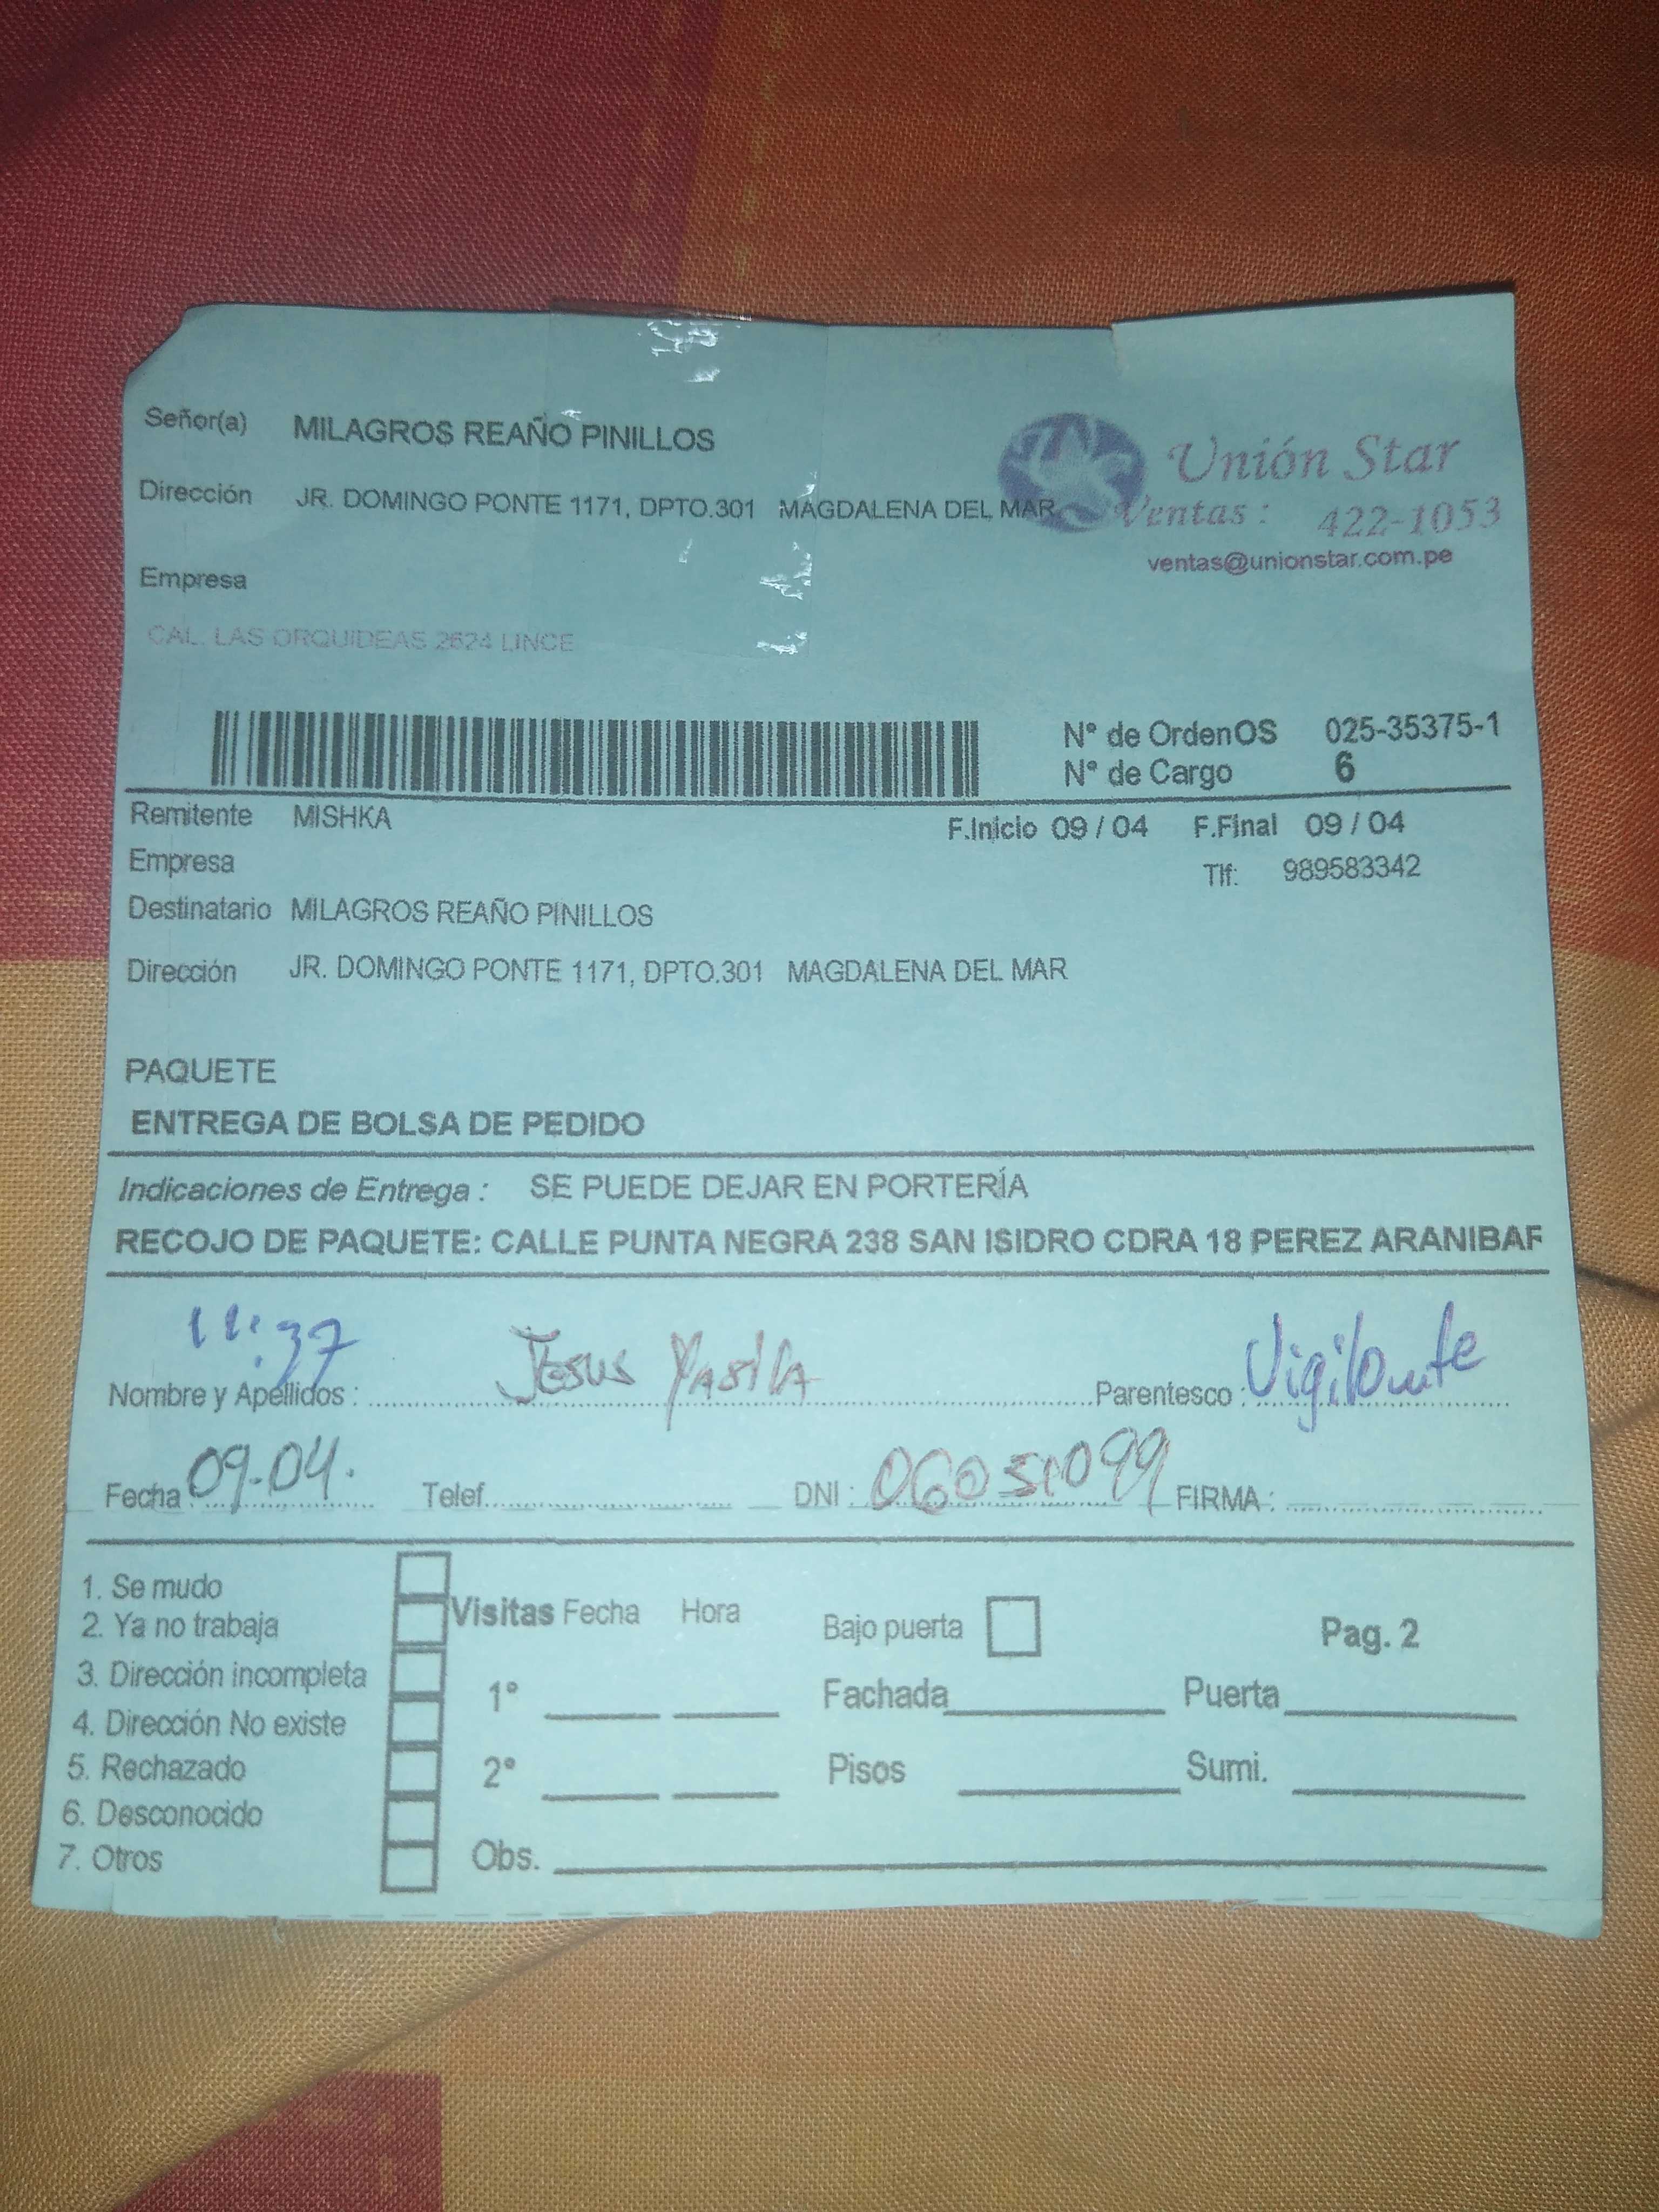 Señor(a) MILAGROS REAÑO PINILLOS
Unión Star
Dirección JR. DOMINGO PONTE 1171, DPTO.301 MAGDALENA DEL MAR
Ventas : 422-1053
ventas@unionstar.com.pe
Empresa
CAL. LAS ORQUIDEAS 2624 LINCE
N° de OrdenOS 025-35375-1
N° de Cargo 6
Remitente MISHKA
F.Inicio 09 / 04 F.Final 09 / 04
Empresa
Tlf: 989583342
Destinatario MILAGROS REAÑO PINILLOS
Dirección JR. DOMINGO PONTE 1171, DPTO.301 MAGDALENA DEL MAR
PAQUETE
ENTREGA DE BOLSA DE PEDIDO
Indicaciones de Entrega : SE PUEDE DEJAR EN PORTERÍA
RECOJO DE PAQUETE: CALLE PUNTA NEGRA 238 SAN ISIDRO CDRA 18 PEREZ ARANIBAR
11:37
Nombre y Apellidos : JESUS Parentesco : Vigilante
Fecha 09-04. Telef. DNI : FIRMA :
1. Se mudo
2. Ya no trabaja
3. Dirección incompleta
4. Dirección No existe
5. Rechazado
6. Desconocido
7. Otros
Visitas Fecha Hora
1°
2°
Obs.
Bajo puerta
Pag. 2
Fachada Puerta
Pisos Sumi.